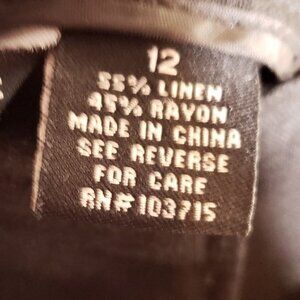 12
55% LINEN
45% RAYON
MADE IN CHINA
SEE REVERSE
FOR CARE
RN#103715